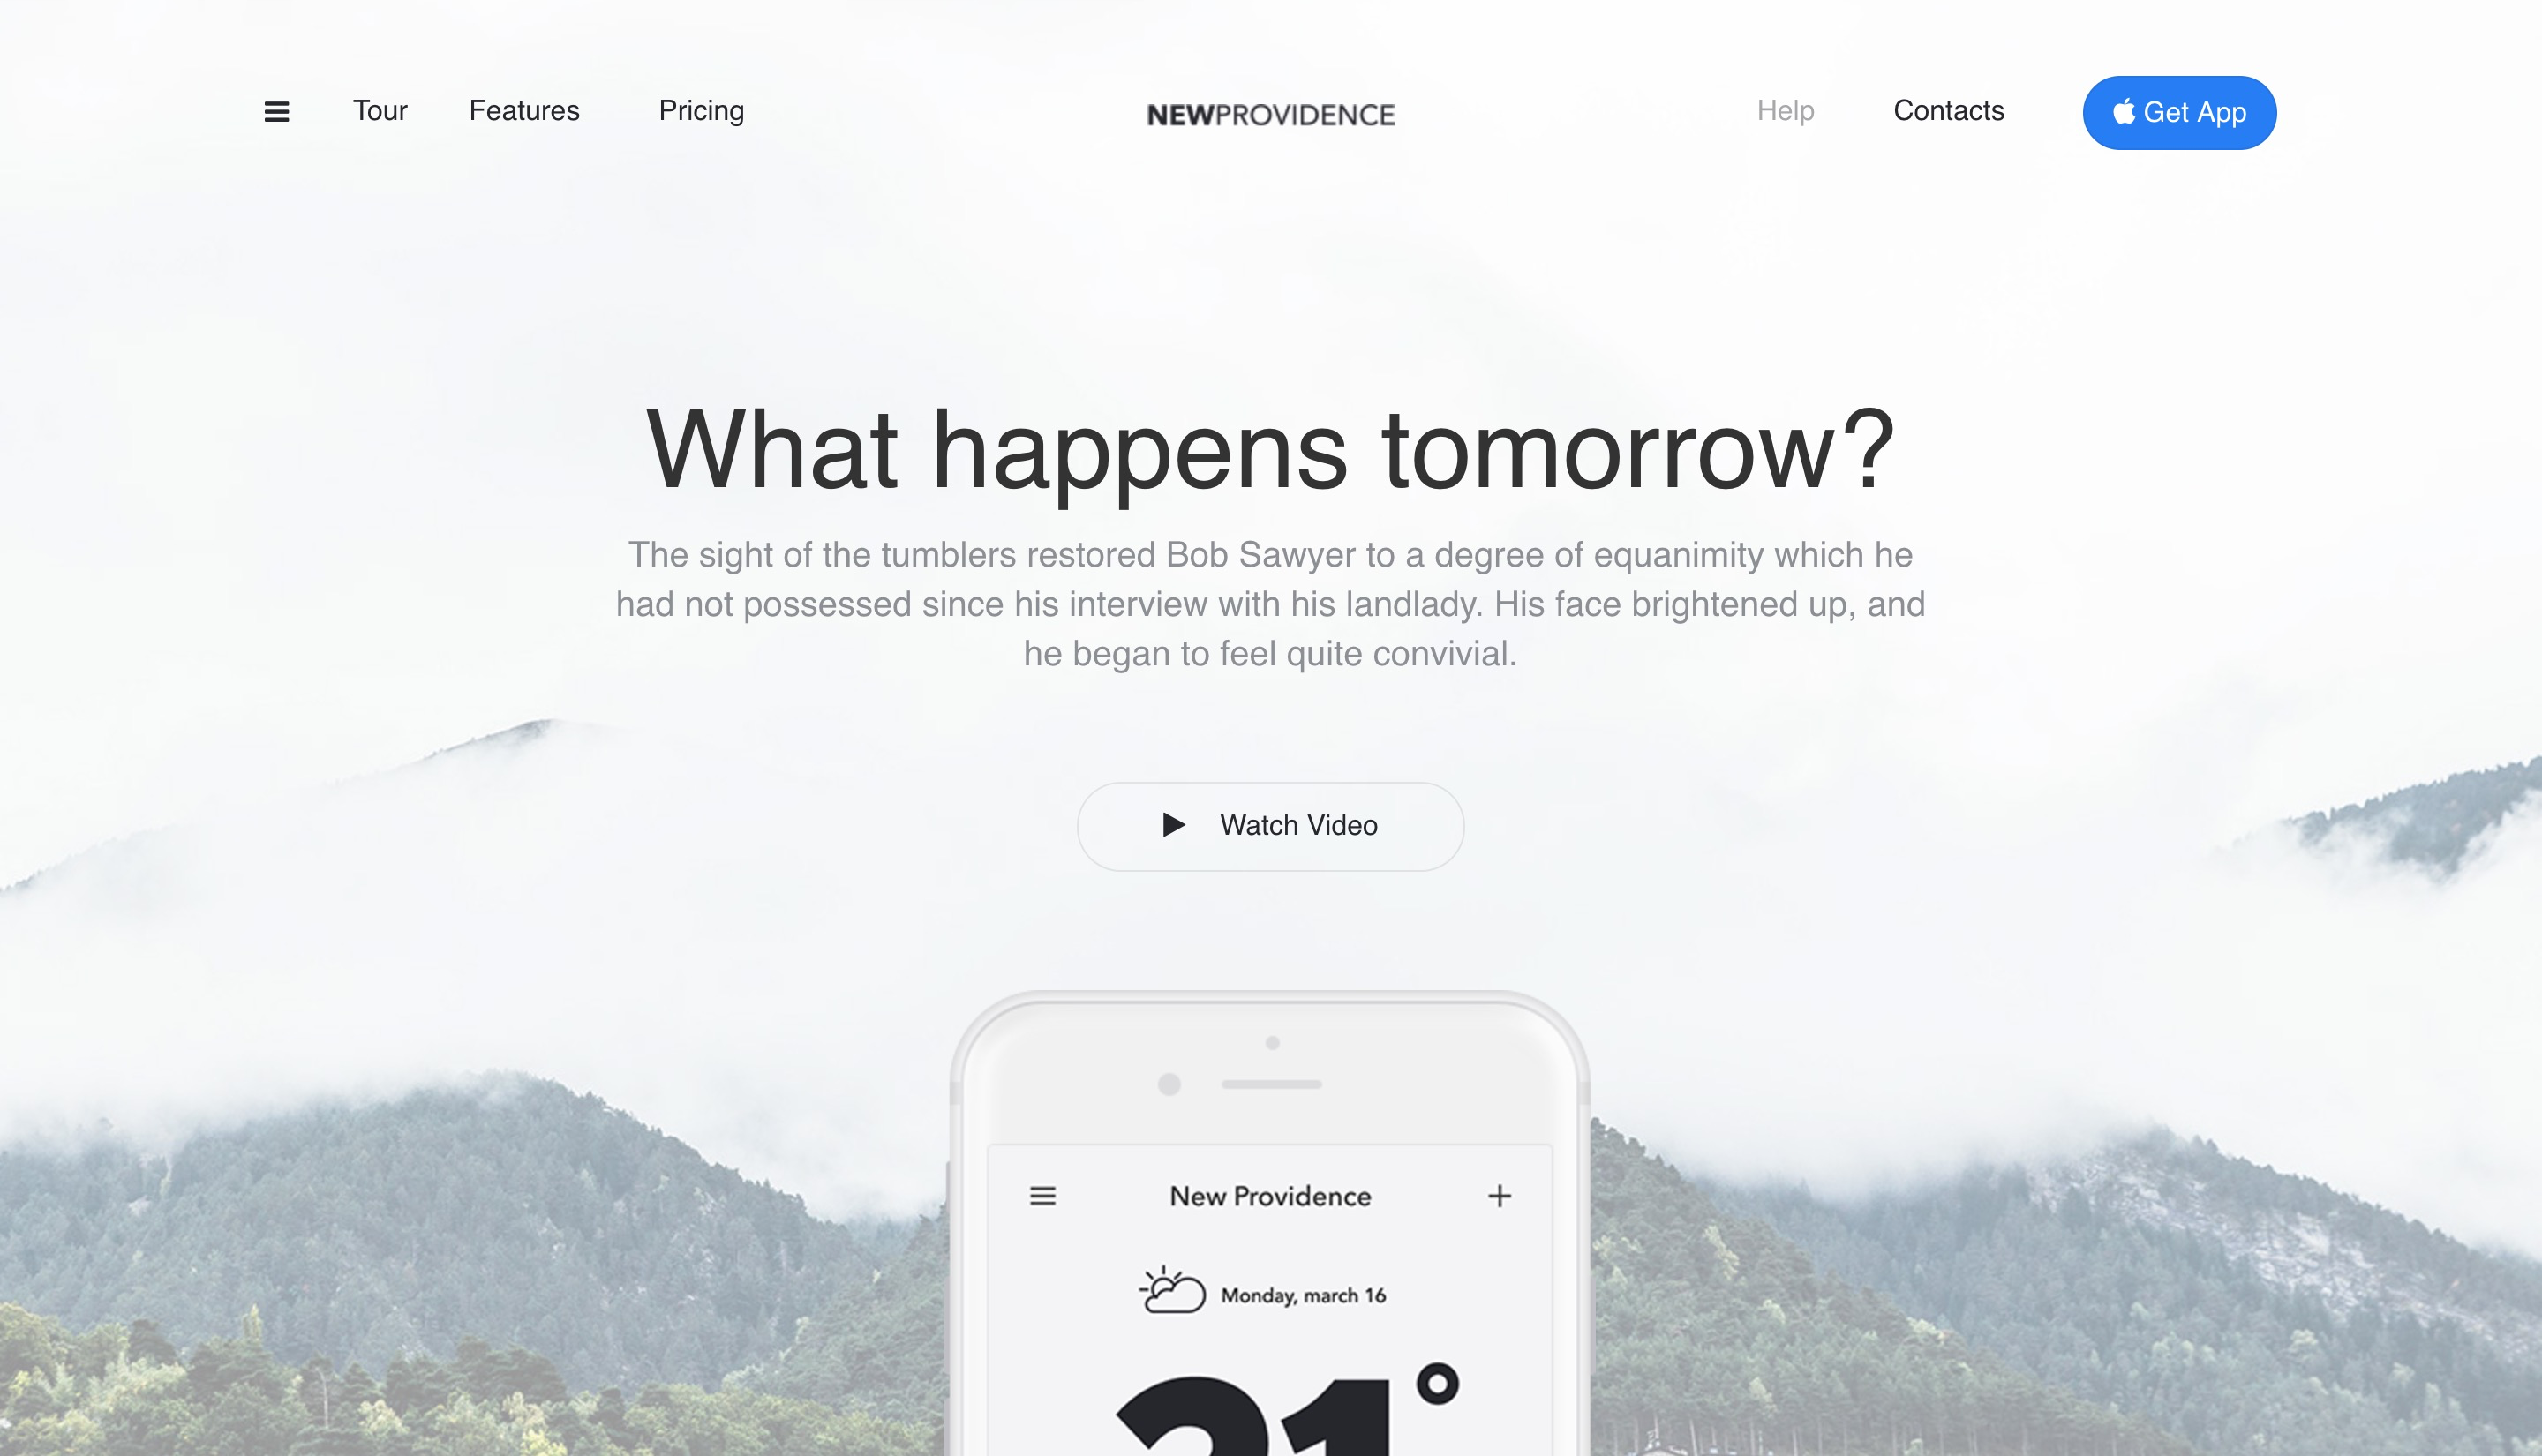 Tour Features Pricing NEWPROVIDENCE Help Contacts Get App
What happens tomorrow?
The sight of the tumblers restored Bob Sawyer to a degree of equanimity which he
had not possessed since his interview with his landlady. His face brightened up, and
he began to feel quite convivial.
Watch Video
New Providence
Monday, march 16